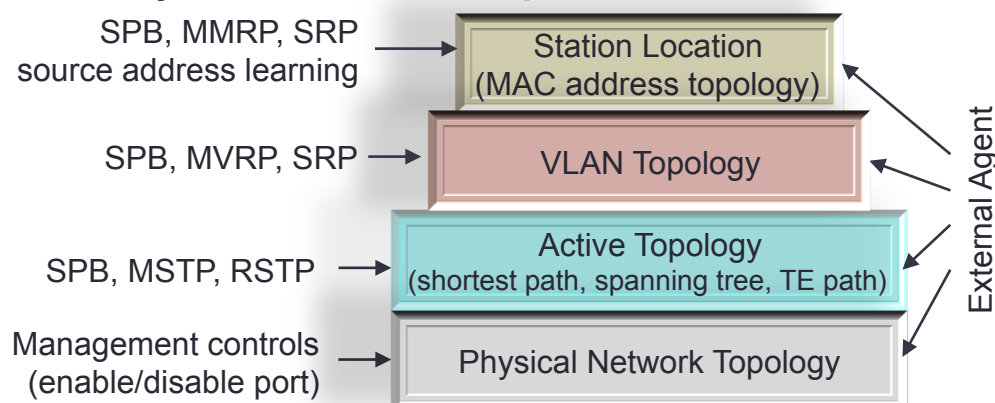 SPB, MMRP, SRP
source address learning
Station Location
(MAC address topology)
SPB, MVRP, SRP
VLAN Topology
SPB, MSTP, RSTP
Active Topology
(shortest path, spanning tree, TE path)
Management controls
(enable/disable port)
Physical Network Topology
External Agent